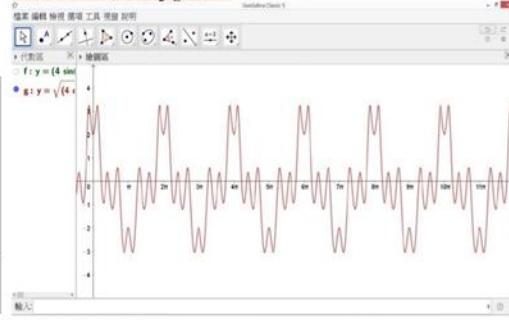 GeoGebra Classic 5
檔案 編輯 檢視 選項 工具 視窗 說明
代數區
繪圖區
f : y = (4 sin
g : y = √(4
4
2
1
0
π 2π 3π 4π 5π 6π 7π 8π 9π 10π 11π
-1
-2
-3
-4
輸入: